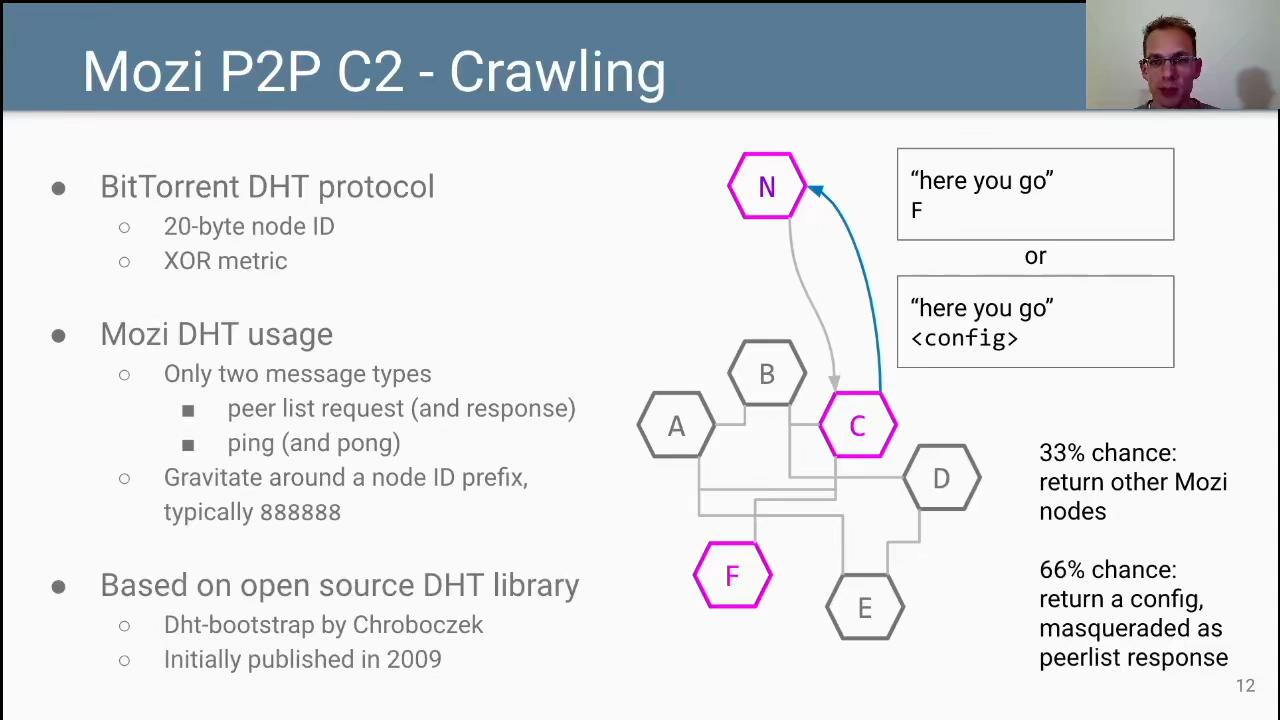 Mozi P2P C2 - Crawling
● BitTorrent DHT protocol
○ 20-byte node ID
○ XOR metric
● Mozi DHT usage
○ Only two message types
■ peer list request (and response)
■ ping (and pong)
○ Gravitate around a node ID prefix,
typically 888888
● Based on open source DHT library
○ Dht-bootstrap by Chroboczek
○ Initially published in 2009
N
B
A
C
D
F
E
“here you go”
F
or
“here you go”
<config>
33% chance:
return other Mozi
nodes
66% chance:
return a config,
masqueraded as
peerlist response
12